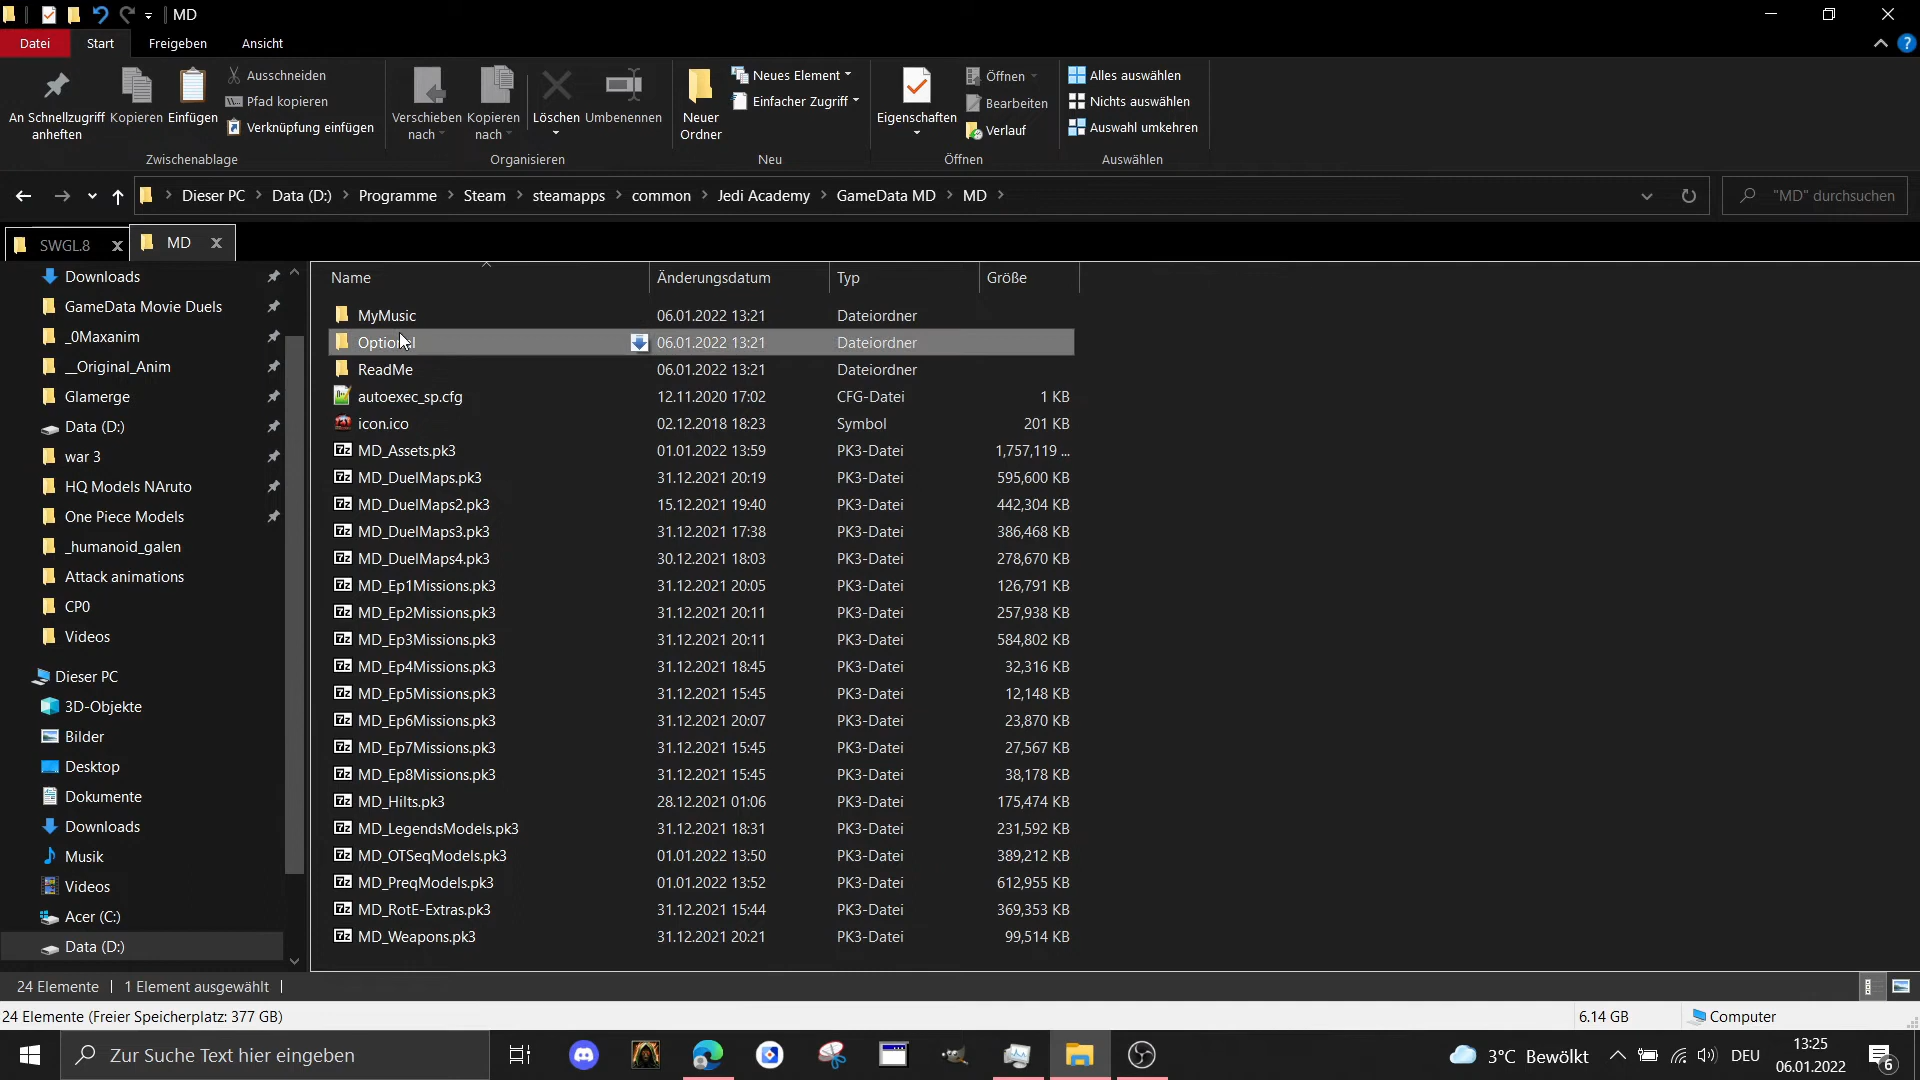 MD
Datei
Start
Freigeben
Ansicht
An Schnellzugriff
anheften
Kopieren
Einfügen
Ausschneiden
Pfad kopieren
Verknüpfung einfügen
Zwischenablage
Verschieben
nach
Kopieren
nach
Löschen
Umbenennen
Organisieren
Neuer
Ordner
Neues Element
Einfacher Zugriff
Neu
Eigenschaften
Öffnen
Bearbeiten
Verlauf
Öffnen
Alles auswählen
Nichts auswählen
Auswahl umkehren
Auswählen
Dieser PC > Data (D:) > Programme > Steam > steamapps > common > Jedi Academy > GameData MD > MD >
"MD" durchsuchen
SWGL.8
MD
Downloads
GameData Movie Duels
_0Maxanim
__Original_Anim
Glamerge
Data (D:)
war 3
HQ Models NAruto
One Piece Models
_humanoid_galen
Attack animations
CP0
Videos
Dieser PC
3D-Objekte
Bilder
Desktop
Dokumente
Downloads
Musik
Videos
Acer (C:)
Data (D:)
Name Änderungsdatum Typ Größe
MyMusic 06.01.2022 13:21 Dateiordner
Optional 06.01.2022 13:21 Dateiordner
ReadMe 06.01.2022 13:21 Dateiordner
autoexec_sp.cfg 12.11.2020 17:02 CFG-Datei 1 KB
icon.ico 02.12.2018 18:23 Symbol 201 KB
MD_Assets.pk3 01.01.2022 13:59 PK3-Datei 1,757,119 ...
MD_DuelMaps.pk3 31.12.2021 20:19 PK3-Datei 595,600 KB
MD_DuelMaps2.pk3 15.12.2021 19:40 PK3-Datei 442,304 KB
MD_DuelMaps3.pk3 31.12.2021 17:38 PK3-Datei 386,468 KB
MD_DuelMaps4.pk3 30.12.2021 18:03 PK3-Datei 278,670 KB
MD_Ep1Missions.pk3 31.12.2021 20:05 PK3-Datei 126,791 KB
MD_Ep2Missions.pk3 31.12.2021 20:11 PK3-Datei 257,938 KB
MD_Ep3Missions.pk3 31.12.2021 20:11 PK3-Datei 584,802 KB
MD_Ep4Missions.pk3 31.12.2021 18:45 PK3-Datei 32,316 KB
MD_Ep5Missions.pk3 31.12.2021 15:45 PK3-Datei 12,148 KB
MD_Ep6Missions.pk3 31.12.2021 20:07 PK3-Datei 23,870 KB
MD_Ep7Missions.pk3 31.12.2021 15:45 PK3-Datei 27,567 KB
MD_Ep8Missions.pk3 31.12.2021 15:45 PK3-Datei 38,178 KB
MD_Hilts.pk3 28.12.2021 01:06 PK3-Datei 175,474 KB
MD_LegendsModels.pk3 31.12.2021 18:31 PK3-Datei 231,592 KB
MD_OTSeqModels.pk3 01.01.2022 13:50 PK3-Datei 389,212 KB
MD_PreqModels.pk3 01.01.2022 13:52 PK3-Datei 612,955 KB
MD_RotE-Extras.pk3 31.12.2021 15:44 PK3-Datei 369,353 KB
MD_Weapons.pk3 31.12.2021 20:21 PK3-Datei 99,514 KB
24 Elemente 1 Element ausgewählt
24 Elemente (Freier Speicherplatz: 377 GB) 6.14 GB Computer
Zur Suche Text hier eingeben
3°C Bewölkt
DEU
13:25
06.01.2022
6